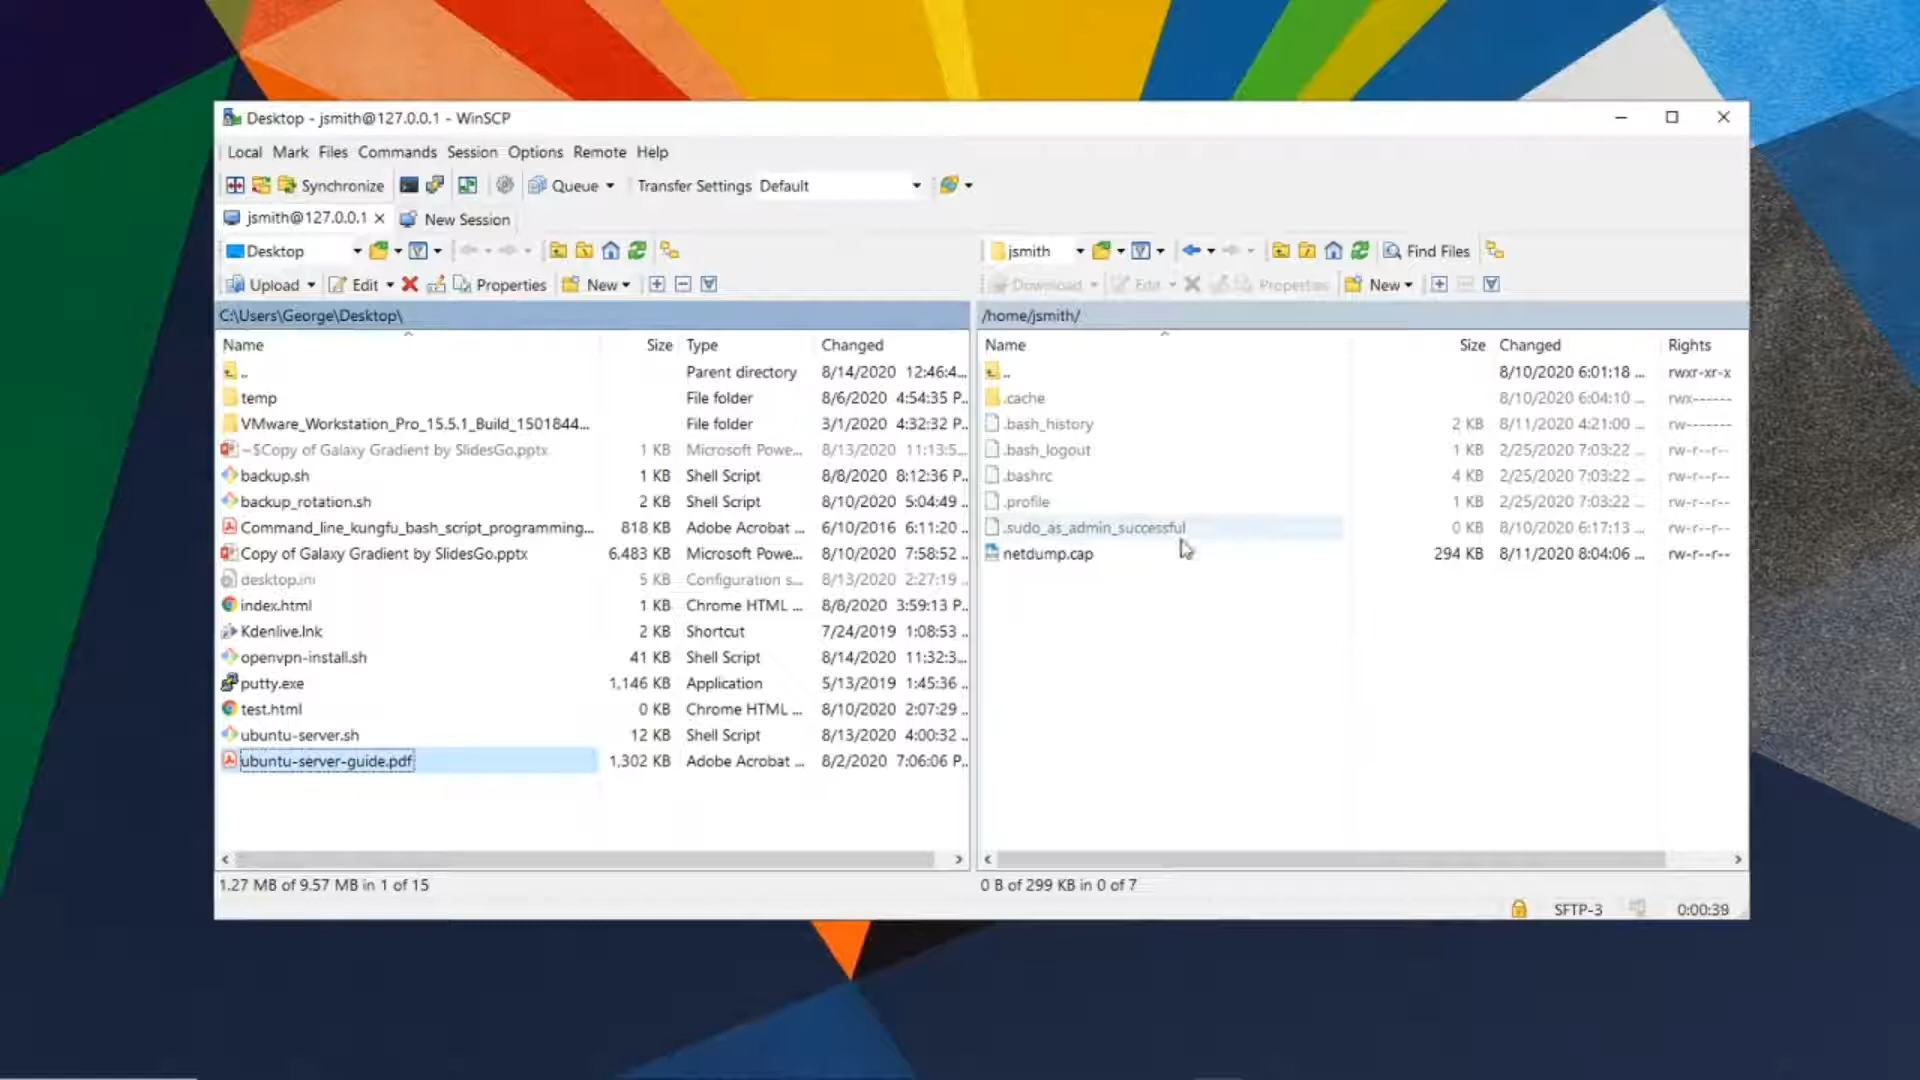 Desktop - jsmith@127.0.0.1 - WinSCP
Local Mark Files Commands Session Options Remote Help
Synchronize Queue Transfer Settings Default
jsmith@127.0.0.1 × New Session
Desktop jsmith Find Files
Upload Edit Properties New Download Edit Properties New
C:\Users\George\Desktop\ /home/jsmith/
Name Size Type Changed Name Size Changed Rights
.. Parent directory 8/14/2020 12:46:4... .. 8/10/2020 6:01:18 ... rwxr-xr-x
temp File folder 8/6/2020 4:54:35 P.. .cache 8/10/2020 6:04:10 ... rwx------
VMware_Workstation_Pro_15.5.1_Build_1501844... File folder 3/1/2020 4:32:32 P.. .bash_history 2 KB 8/11/2020 4:21:00 ... rw-------
~$Copy of Galaxy Gradient by SlidesGo.pptx 1 KB Microsoft Powe... 8/13/2020 11:13:5... .bash_logout 1 KB 2/25/2020 7:03:22 ... rw-r--r--
backup.sh 1 KB Shell Script 8/8/2020 8:12:36 P... .bashrc 4 KB 2/25/2020 7:03:22 ... rw-r--r--
backup_rotation.sh 2 KB Shell Script 8/10/2020 5:04:49 .. .profile 1 KB 2/25/2020 7:03:22 ... rw-r--r--
Command_line_kungfu_bash_script_programming... 818 KB Adobe Acrobat ... 6/10/2016 6:11:20 ... .sudo_as_admin_successful 0 KB 8/10/2020 6:17:13 ... rw-r--r--
Copy of Galaxy Gradient by SlidesGo.pptx 6,483 KB Microsoft Powe... 8/10/2020 7:58:52 ... netdump.cap 294 KB 8/11/2020 8:04:06 ... rw-r--r--
desktop.ini 5 KB Configuration s... 8/13/2020 2:27:19 ..
index.html 1 KB Chrome HTML ... 8/8/2020 3:59:13 P..
Kdenlive.lnk 2 KB Shortcut 7/24/2019 1:08:53 ..
openvpn-install.sh 41 KB Shell Script 8/14/2020 11:32:3...
putty.exe 1,146 KB Application 5/13/2019 1:45:36 ..
test.html 0 KB Chrome HTML ... 8/10/2020 2:07:29 ..
ubuntu-server.sh 12 KB Shell Script 8/13/2020 4:00:32 ..
ubuntu-server-guide.pdf 1,302 KB Adobe Acrobat ... 8/2/2020 7:06:06 P..
1.27 MB of 9.57 MB in 1 of 15 0 B of 299 KB in 0 of 7
SFTP-3 0:00:39